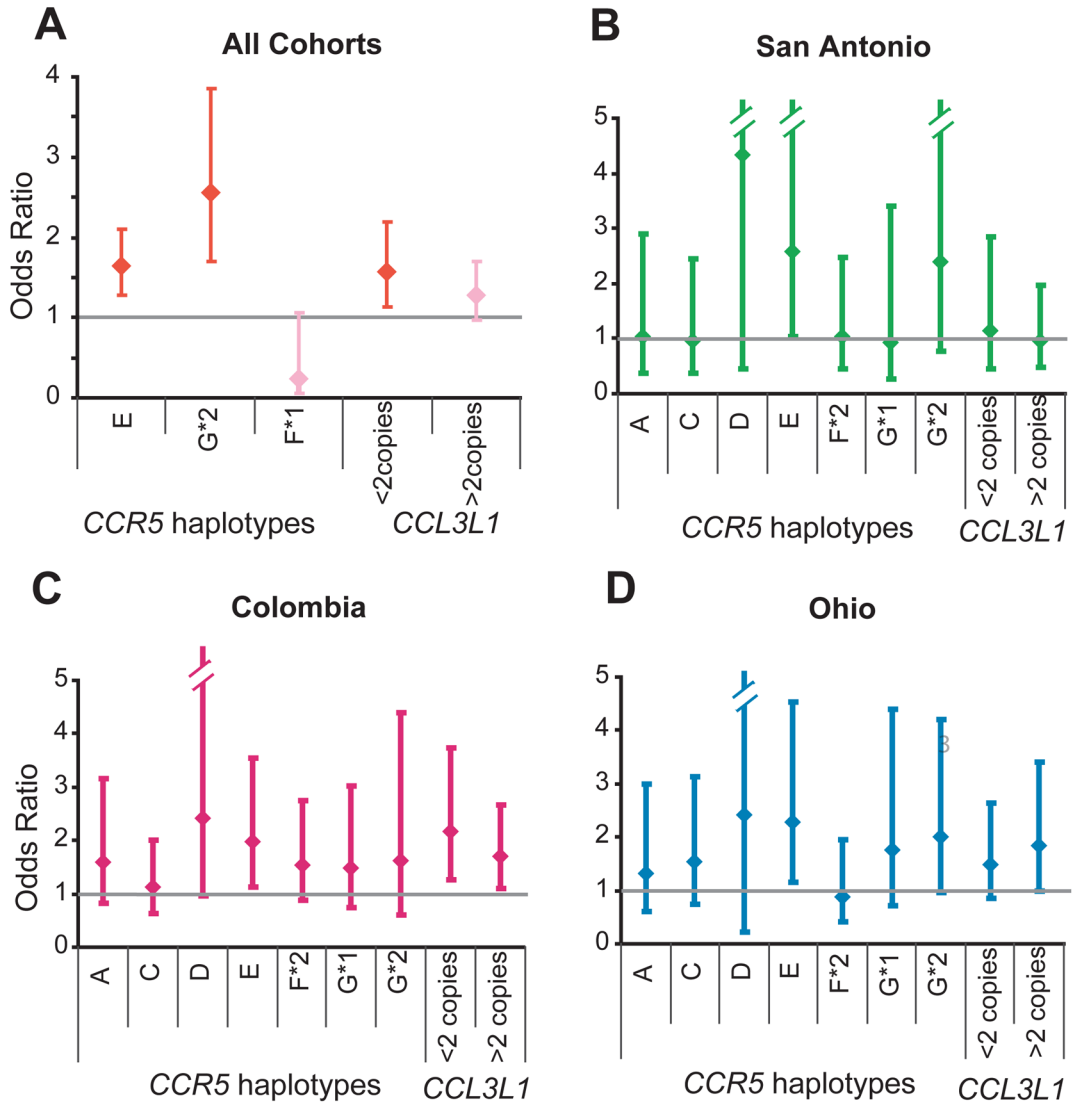 A
All Cohorts
Odds Ratio
4
3
2
1
0
E
G*2
F*1
<2copies
>2copies
CCR5 haplotypes
CCL3L1
B
San Antonio
5
4
3
2
1
0
A
C
D
E
F*2
G*1
G*2
<2 copies
>2 copies
CCR5 haplotypes
CCL3L1
C
Colombia
Odds Ratio
5
4
3
2
1
0
A
C
D
E
F*2
G*1
G*2
<2 copies
>2 copies
CCR5 haplotypes
CCL3L1
D
Ohio
5
4
3
2
1
0
3
A
C
D
E
F*2
G*1
G*2
<2 copies
>2 copies
CCR5 haplotypes
CCL3L1